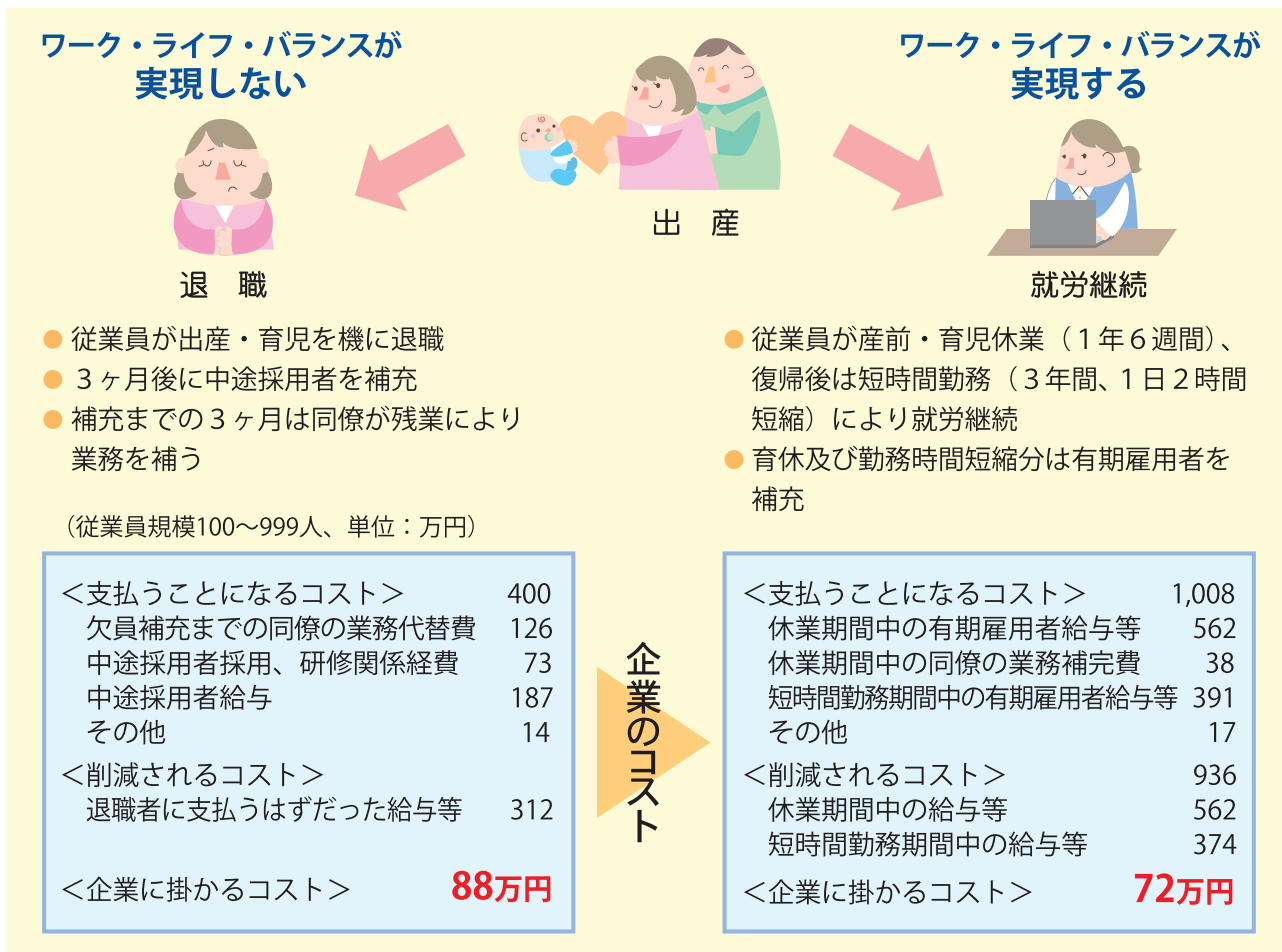 ワーク・ライフ・バランスが
実現しない
ワーク・ライフ・バランスが
実現する
出　産
退　職
就労継続
● 従業員が出産・育児を機に退職
● ３ヶ月後に中途採用者を補充
● 補充までの３ヶ月は同僚が残業により
業務を補う
● 従業員が産前・育児休業（１年６週間）、
復帰後は短時間勤務（３年間、１日２時間
短縮）により就労継続
● 育休及び勤務時間短縮分は有期雇用者を
補充
（従業員規模100～999人、単位：万円）
＜支払うことになるコスト＞ 400
欠員補充までの同僚の業務代替費 126
中途採用者採用、研修関係経費 73
中途採用者給与 187
その他 14
＜削減されるコスト＞
退職者に支払うはずだった給与等 312
＜企業に掛かるコスト＞ 88万円
企業のコスト
＜支払うことになるコスト＞ 1,008
休業期間中の有期雇用者給与等 562
休業期間中の同僚の業務補完費 38
短時間勤務期間中の有期雇用者給与等 391
その他 17
＜削減されるコスト＞ 936
休業期間中の給与等 562
短時間勤務期間中の給与等 374
＜企業に掛かるコスト＞ 72万円